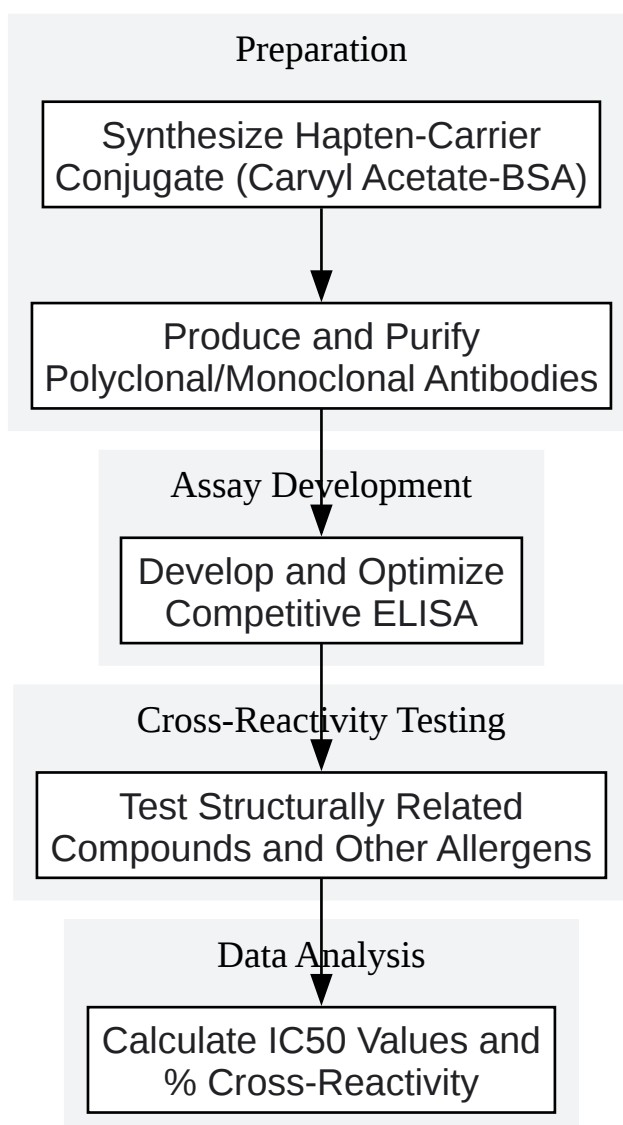 Preparation
Synthesize Hapten-Carrier
Conjugate (Carvyl Acetate-BSA)
Produce and Purify
Polyclonal/Monoclonal Antibodies
Assay Development
Develop and Optimize
Competitive ELISA
Cross-Reactivity Testing
Test Structurally Related
Compounds and Other Allergens
Data Analysis
Calculate IC50 Values and
% Cross-Reactivity